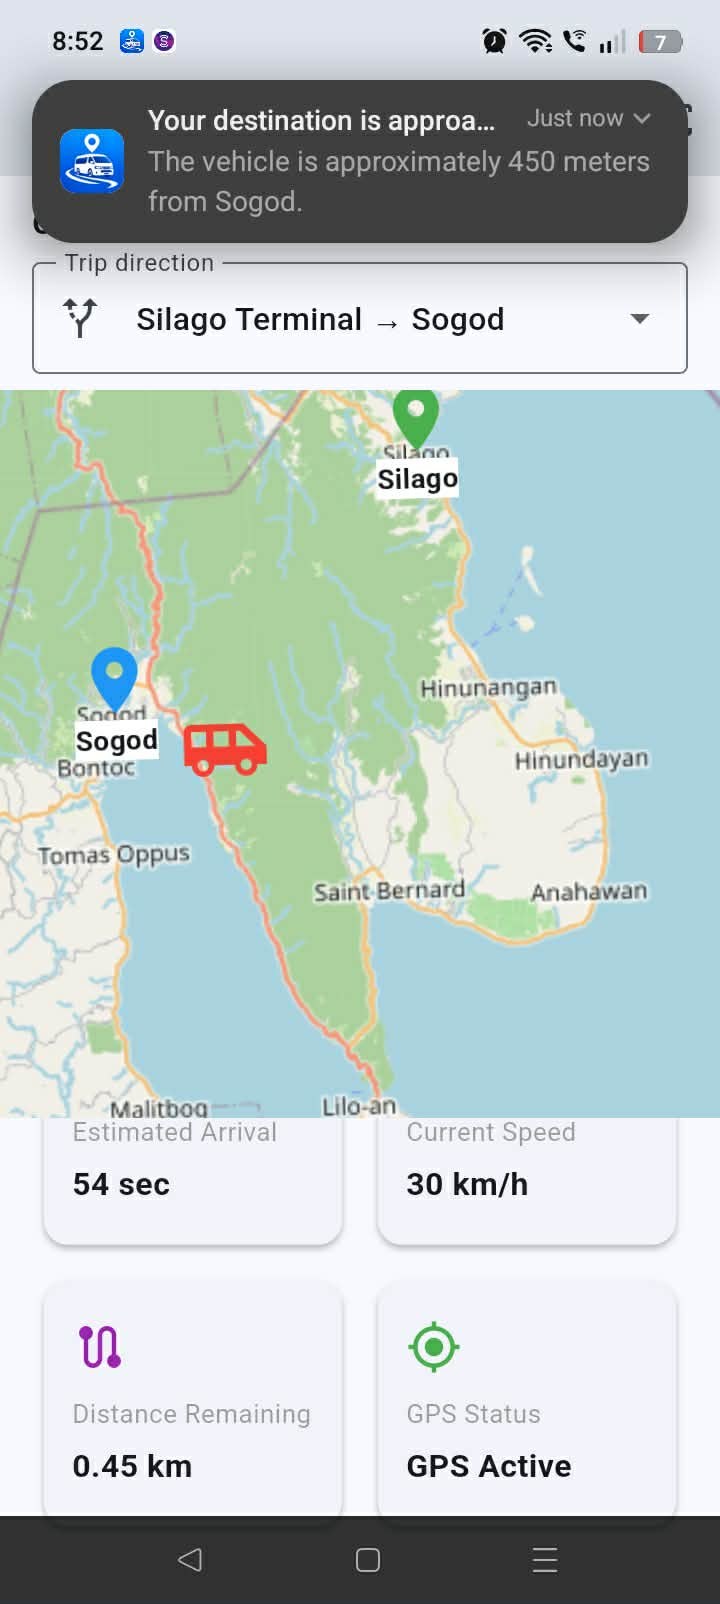 8:52
7
Your destination is approa...
Just now
The vehicle is approximately 450 meters
from Sogod.
Trip direction
Silago Terminal → Sogod
Silago
Silago
Hinunangan
Sogod
Sogod
Hinundayan
Bontoc
Tomas Oppus
Saint Bernard
Anahawan
Malitbog
Lilo-an
Estimated Arrival
Current Speed
54 sec
30 km/h
Distance Remaining
GPS Status
0.45 km
GPS Active